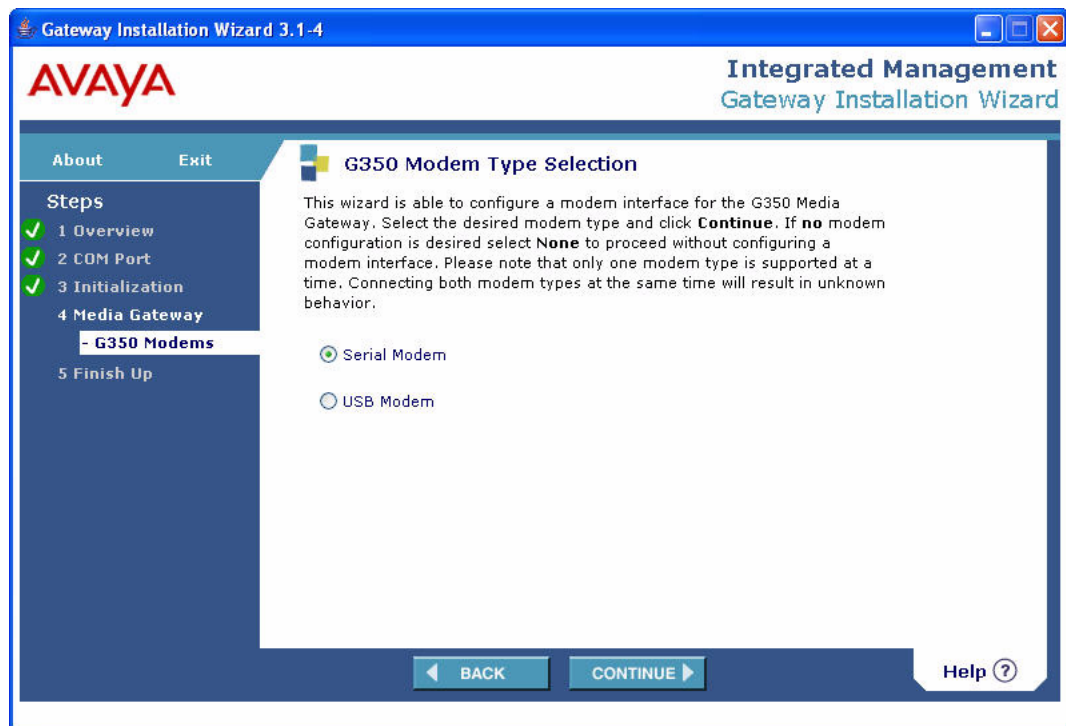 Gateway Installation Wizard 3.1-4
AVAYA
Integrated Management
Gateway Installation Wizard
About Exit
Steps
1 Overview
2 COM Port
3 Initialization
4 Media Gateway
- G350 Modems
5 Finish Up
G350 Modem Type Selection
This wizard is able to configure a modem interface for the G350 Media
Gateway. Select the desired modem type and click Continue. If no modem
configuration is desired select None to proceed without configuring a
modem interface. Please note that only one modem type is supported at a
time. Connecting both modem types at the same time will result in unknown
behavior.
Serial Modem
USB Modem
BACK
CONTINUE
Help ?